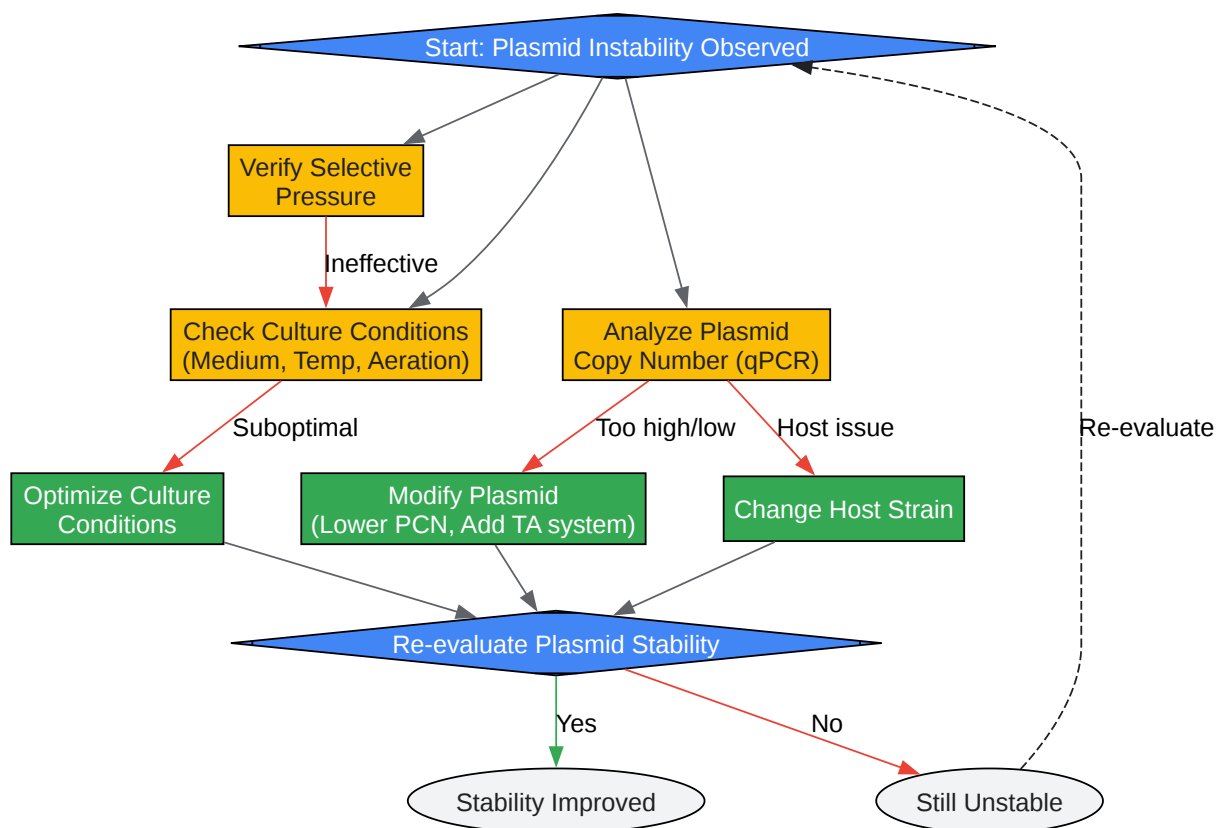 Start: Plasmid Instability Observed
Verify Selective
Pressure
Ineffective
Check Culture Conditions
(Medium, Temp, Aeration)
Analyze Plasmid
Copy Number (qPCR)
Suboptimal
Too high/low
Host issue
Re-evaluate
Optimize Culture
Conditions
Modify Plasmid
(Lower PCN, Add TA system)
Change Host Strain
Re-evaluate Plasmid Stability
Yes
No
Stability Improved
Still Unstable